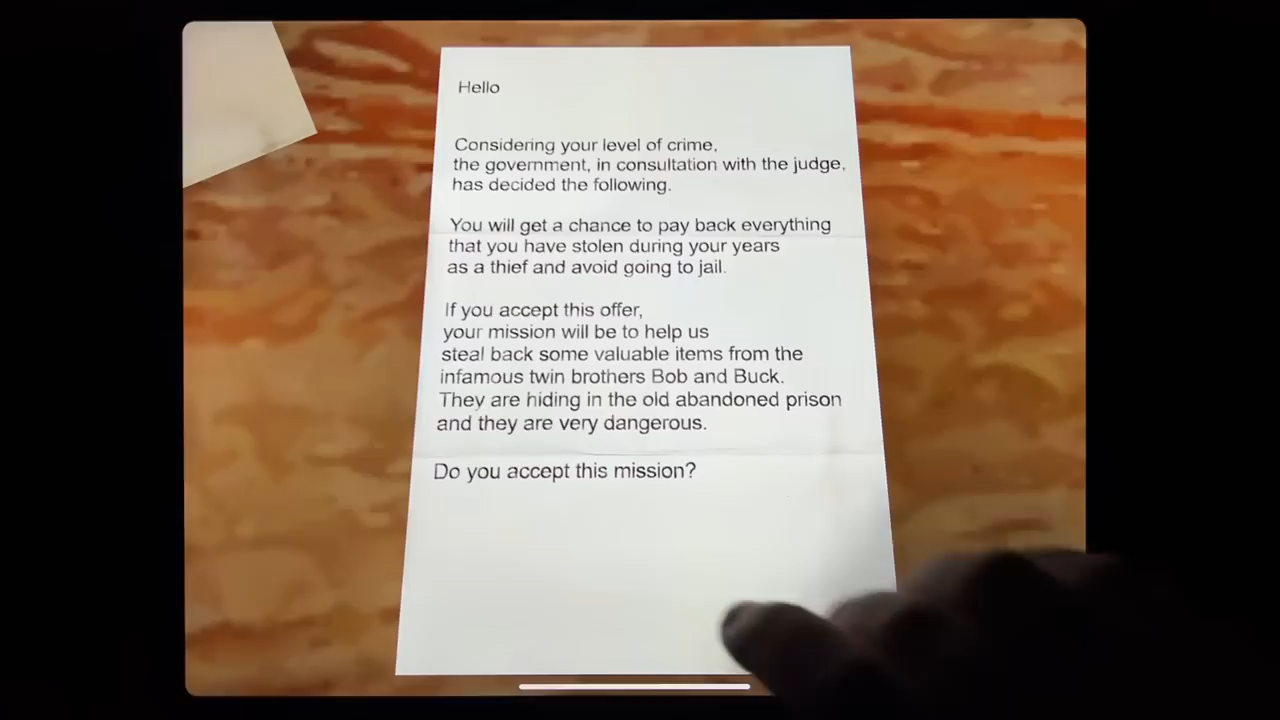 Hello
Considering your level of crime,
the government, in consultation with the judge,
has decided the following.
You will get a chance to pay back everything
that you have stolen during your years
as a thief and avoid going to jail.
If you accept this offer,
your mission will be to help us
steal back some valuable items from the
infamous twin brothers Bob and Buck.
They are hiding in the old abandoned prison
and they are very dangerous.
Do you accept this mission?